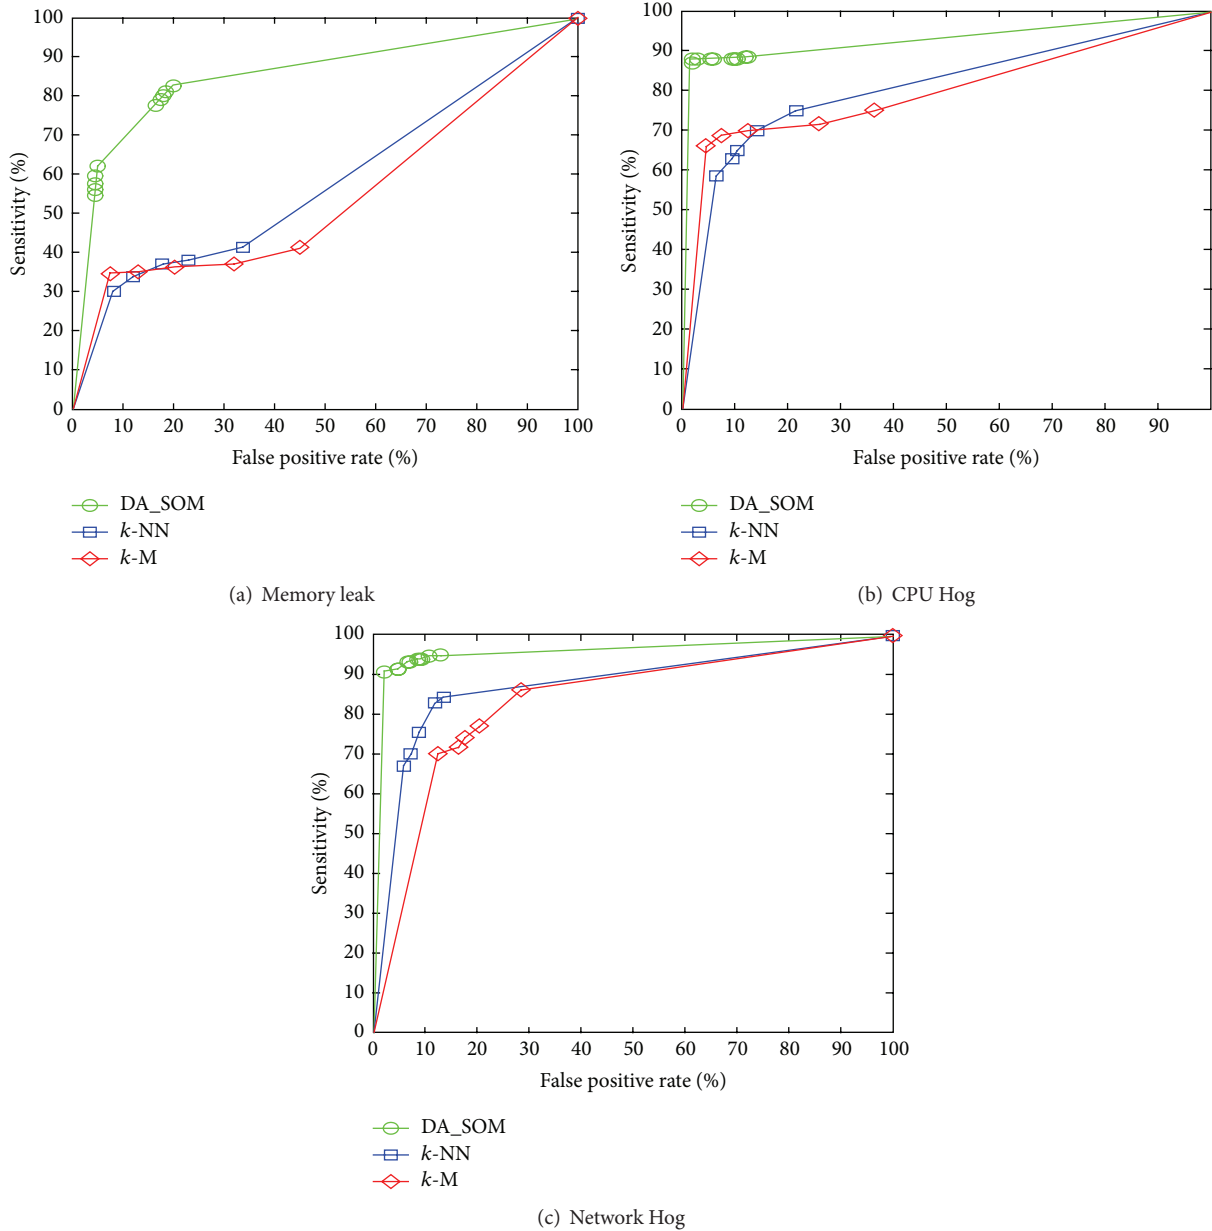 100
90
80
70
60
50
40
30
20
10
0
Sensitivity (%)
0 10 20 30 40 50 60 70 80 90 100
False positive rate (%)
DA_SOM
k-NN
k-M
(a) Memory leak
100
90
80
70
60
50
40
30
20
10
0
Sensitivity (%)
0 10 20 30 40 50 60 70 80 90
False positive rate (%)
DA_SOM
k-NN
k-M
(b) CPU Hog
100
90
80
70
60
50
40
30
20
10
0
Sensitivity (%)
0 10 20 30 40 50 60 70 80 90 100
False positive rate (%)
DA_SOM
k-NN
k-M
(c) Network Hog